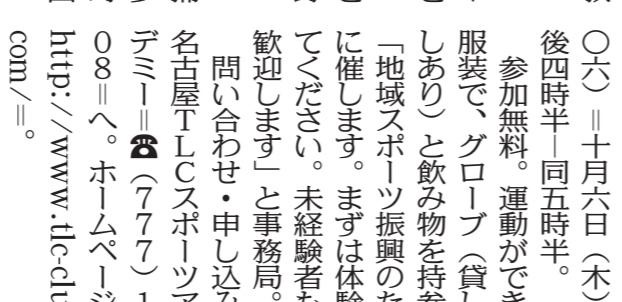 〇六）＝十月六日（木）
後四時半―同五時半。
参加無料。運動ができ
服装で、グローブ（貸し
しあり）と飲み物を持参
「地域スポーツ振興のた
に催します。まずは体験
てください。未経験者も
歓迎します」と事務局。
問い合わせ・申し込み
名古屋TLCスポーツア
デミー＝☎（777）1
08＝へ。ホームページ
http://www.tlc-clu
com/＝。